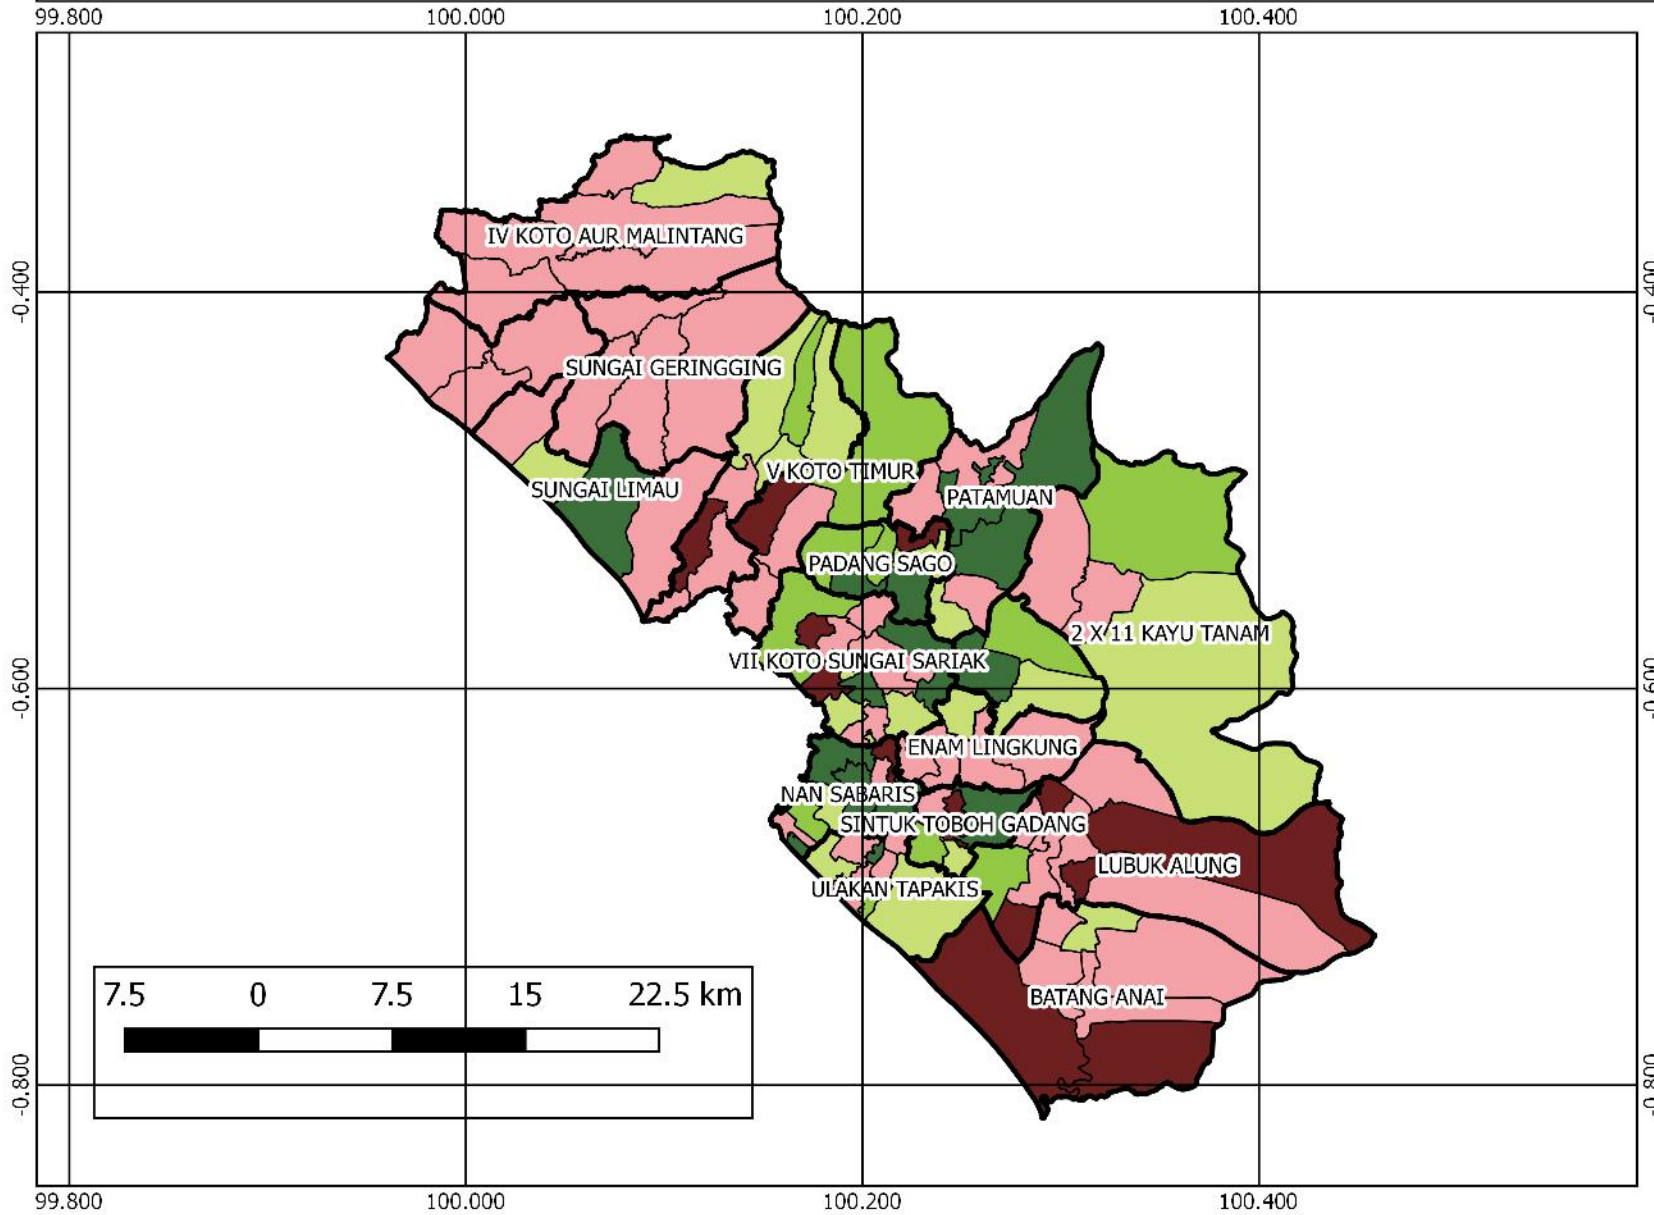 99.800 100.000 100.200 100.400
IV KOTO AUR MALINTANG
-0.400 -0.400
SUNGAI GERINGGING
V KOTO TIMUR
SUNGAI LIMAU
PATAMUAN
PADANG SAGO
2 X 11 KAYU TANAM
VII KOTO SUNGAI SARIAK
-0.600 -0.600
ENAM LINGKUNG
NAN SABARIS
SINTUK TOBOH GADANG
LUBUK ALUNG
ULAKAN TAPAKIS
7.5 0 7.5 15 22.5 km
BATANG ANAI
-0.800 -0.800
99.800 100.000 100.200 100.400